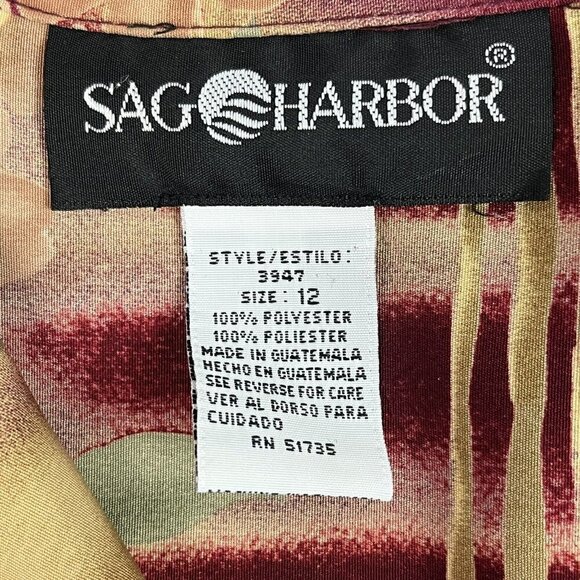 SAG HARBOR®
STYLE/ESTILO:
3947
SIZE: 12
100% POLYESTER
100% POLIESTER
MADE IN GUATEMALA
HECHO EN GUATEMALA
SEE REVERSE FOR CARE
VER AL DORSO PARA
CUIDADO
RN 51735